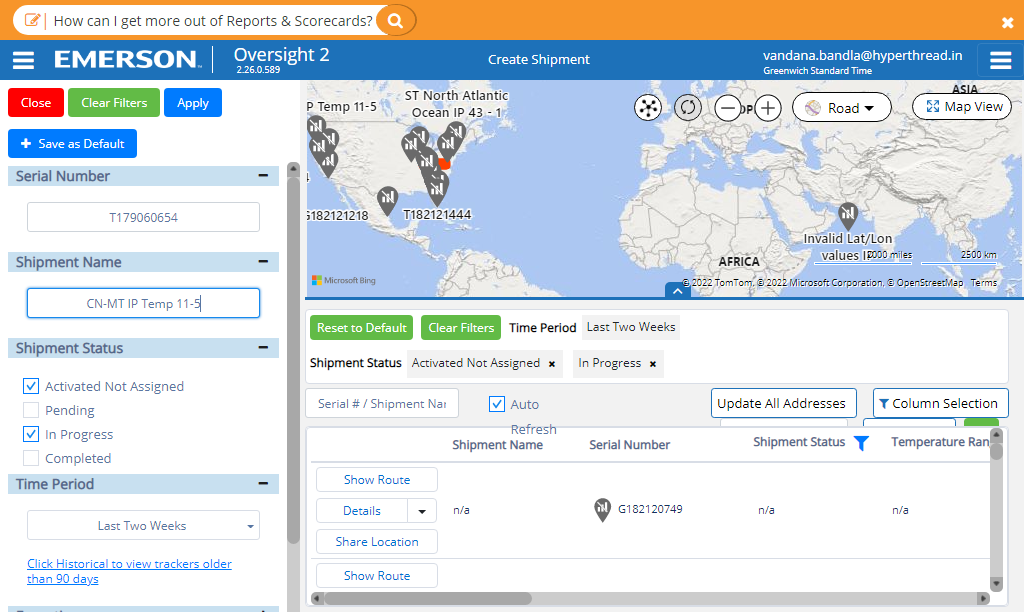 How can I get more out of Reports & Scorecards?
EMERSON
Oversight 2
2.26.0.589
Create Shipment
vandana.bandla@hyperthread.in
Greenwich Standard Time
Close
Clear Filters
Apply
+ Save as Default
Serial Number
T179060654
Shipment Name
CN-MT IP Temp 11-5
Shipment Status
Activated Not Assigned
Pending
In Progress
Completed
Time Period
Last Two Weeks
Click Historical to view trackers older
than 90 days
P Temp 11-5
ST North Atlantic
Ocean IP 43 - 1
Road
ASIA
Map View
G182121218
T182121444
Invalid Lat/Lon
values IP
2000 miles
2500 km
AFRICA
Microsoft Bing
© 2022 TomTom, © 2022 Microsoft Corporation, © OpenStreetMap Terms
Reset to Default
Clear Filters
Time Period
Last Two Weeks
Shipment Status
Activated Not Assigned ×
In Progress ×
Serial # / Shipment Nar
Auto
Refresh
Update All Addresses
Column Selection
Shipment Name
Serial Number
Shipment Status
Temperature Ran
Show Route
Details
Share Location
n/a
G182120749
n/a
n/a
Show Route